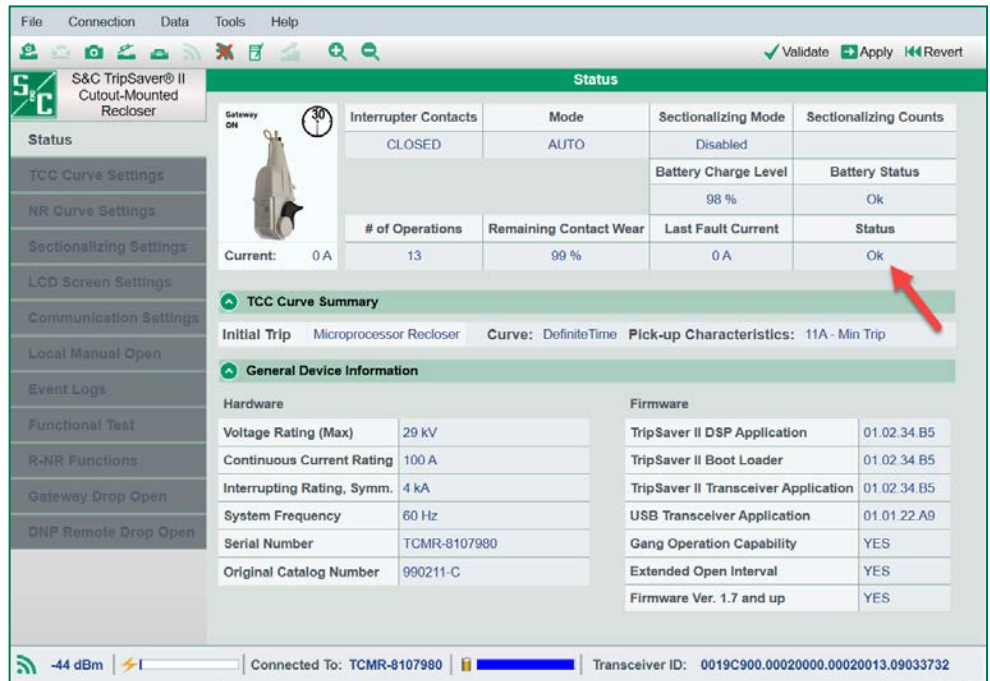 File Connection Data Tools Help
Validate Apply Revert
S&C
S&C TripSaver® II
Cutout-Mounted
Recloser
Status
TCC Curve Settings
NR Curve Settings
Sectionalizing Settings
LCD Screen Settings
Communication Settings
Local Manual Open
Event Logs
Functional Test
R-NR Functions
Gateway Drop Open
DNP Remote Drop Open
Status
Gateway
ON
30
Current: 0 A
Interrupter Contacts Mode Sectionalizing Mode Sectionalizing Counts
CLOSED AUTO Disabled
Battery Charge Level Battery Status
98 % Ok
# of Operations Remaining Contact Wear Last Fault Current Status
13 99 % 0 A Ok
TCC Curve Summary
Initial Trip Microprocessor Recloser Curve: DefiniteTime Pick-up Characteristics: 11A - Min Trip
General Device Information
Hardware
Voltage Rating (Max) 29 kV
Continuous Current Rating 100 A
Interrupting Rating, Symm. 4 kA
System Frequency 60 Hz
Serial Number TCMR-8107980
Original Catalog Number 990211-C
Firmware
TripSaver II DSP Application 01.02.34.B5
TripSaver II Boot Loader 01.02.34.B5
TripSaver II Transceiver Application 01.02.34.B5
USB Transceiver Application 01.01.22.A9
Gang Operation Capability YES
Extended Open Interval YES
Firmware Ver. 1.7 and up YES
-44 dBm Connected To: TCMR-8107980 Transceiver ID: 0019C900.00020000.00020013.09033732